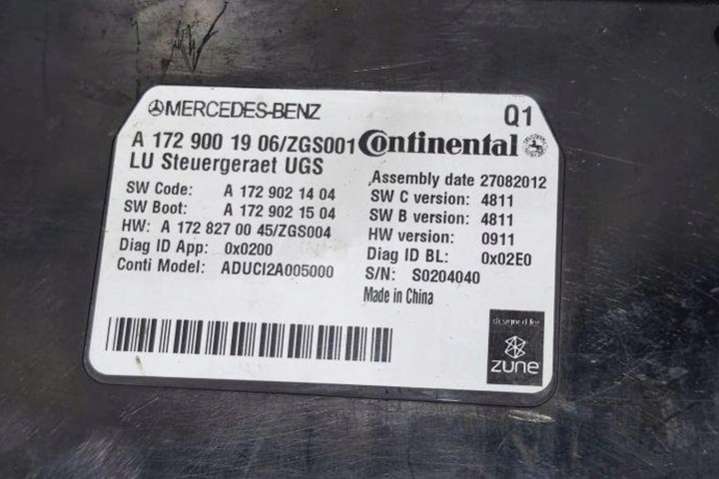 MERCEDES-BENZ
Q1
A 172 900 19 06/ZGS001
Continental
LU Steuergeraet UGS
SW Code: A 172 902 14 04
SW Boot: A 172 902 15 04
HW: A 172 827 00 45/ZGS004
Diag ID App: 0x0200
Conti Model: ADUCI2A005000
Assembly date 27082012
SW C version: 4811
SW B version: 4811
HW version: 0911
Diag ID BL: 0x02E0
S/N: S0204040
Made in China
designed for
zune